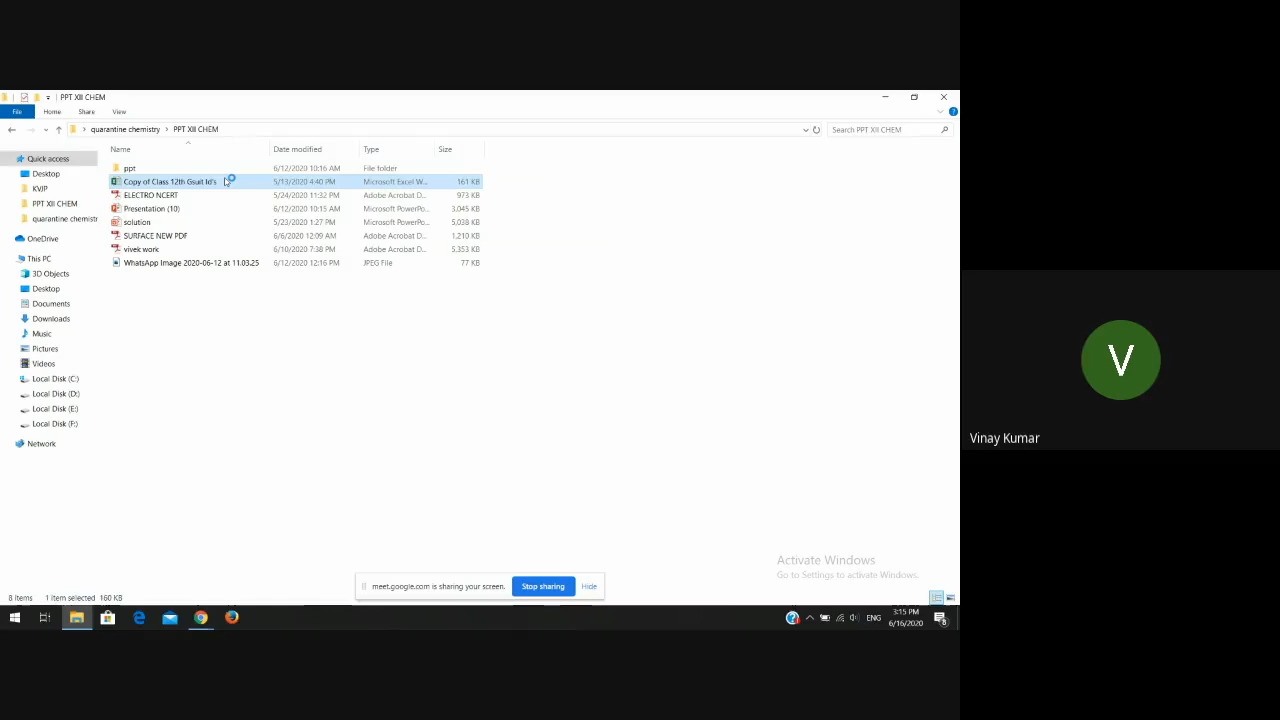 PPT XII CHEM
File Home Share View
quarantine chemistry > PPT XII CHEM
Search PPT XII CHEM
Name Date modified Type Size
Quick access
Desktop
KVJP
PPT XII CHEM
quarantine chemistr
OneDrive
This PC
3D Objects
Desktop
Documents
Downloads
Music
Pictures
Videos
Local Disk (C:)
Local Disk (D:)
Local Disk (E:)
Local Disk (F:)
Network
ppt 6/12/2020 10:16 AM File folder
Copy of Class 12th Gsuit Id's 5/13/2020 4:40 PM Microsoft Excel W... 161 KB
ELECTRO NCERT 5/24/2020 11:32 PM Adobe Acrobat D... 973 KB
Presentation (10) 6/12/2020 10:15 AM Microsoft PowerPo... 3,045 KB
solution 5/23/2020 1:27 PM Microsoft PowerPo... 5,028 KB
SURFACE NEW PDF 6/6/2020 12:09 AM Adobe Acrobat D... 1,210 KB
vivek work 6/10/2020 7:38 PM Adobe Acrobat D... 5,353 KB
WhatsApp Image 2020-06-12 at 11.03.25 6/12/2020 12:16 PM JPEG File 77 KB
V
Vinay Kumar
Activate Windows
Go to Settings to activate Windows.
meet.google.com is sharing your screen. Stop sharing Hide
8 items 1 item selected 160 KB
ENG
3:15 PM
6/16/2020